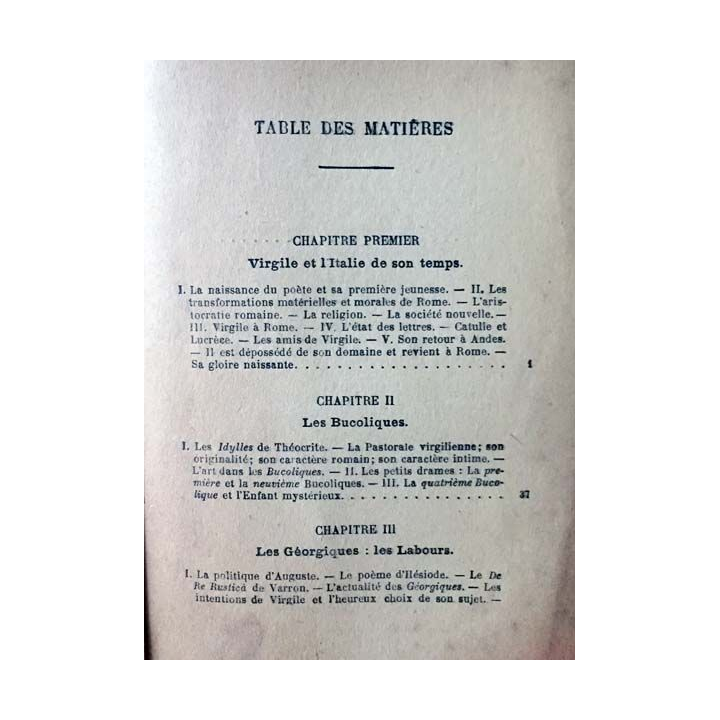 TABLE DES MATIÈRES
CHAPITRE PREMIER
Virgile et l'Italie de son temps.
I. La naissance du poète et sa première jeunesse. — II. Les
transformations matérielles et morales de Rome. — L'aris-
tocratie romaine. — La religion. — La société nouvelle. —
III. Virgile à Rome. — IV. L'état des lettres. — Catulle et
Lucrèce. — Les amis de Virgile. — V. Son retour à Andes.
— Il est dépossédé de son domaine et revient à Rome. —
Sa gloire naissante. . . . . . . . . . . . . . . . . . . . 1
CHAPITRE II
Les Bucoliques.
I. Les Idylles de Théocrite. — La Pastorale virgilienne; son
originalité; son caractère romain; son caractère intime. —
L'art dans les Bucoliques. — II. Les petits drames : La pre-
mière et la neuvième Bucoliques. — III. La quatrième Buco-
lique et l'Enfant mystérieux. . . . . . . . . . . . . . . . 37
CHAPITRE III
Les Géorgiques : les Labours.
I. La politique d'Auguste. — Le poème d'Hésiode. — Le De
Re Rusticà de Varron. — L'actualité des Géorgiques. — Les
intentions de Virgile et l'heureux choix de son sujet. —